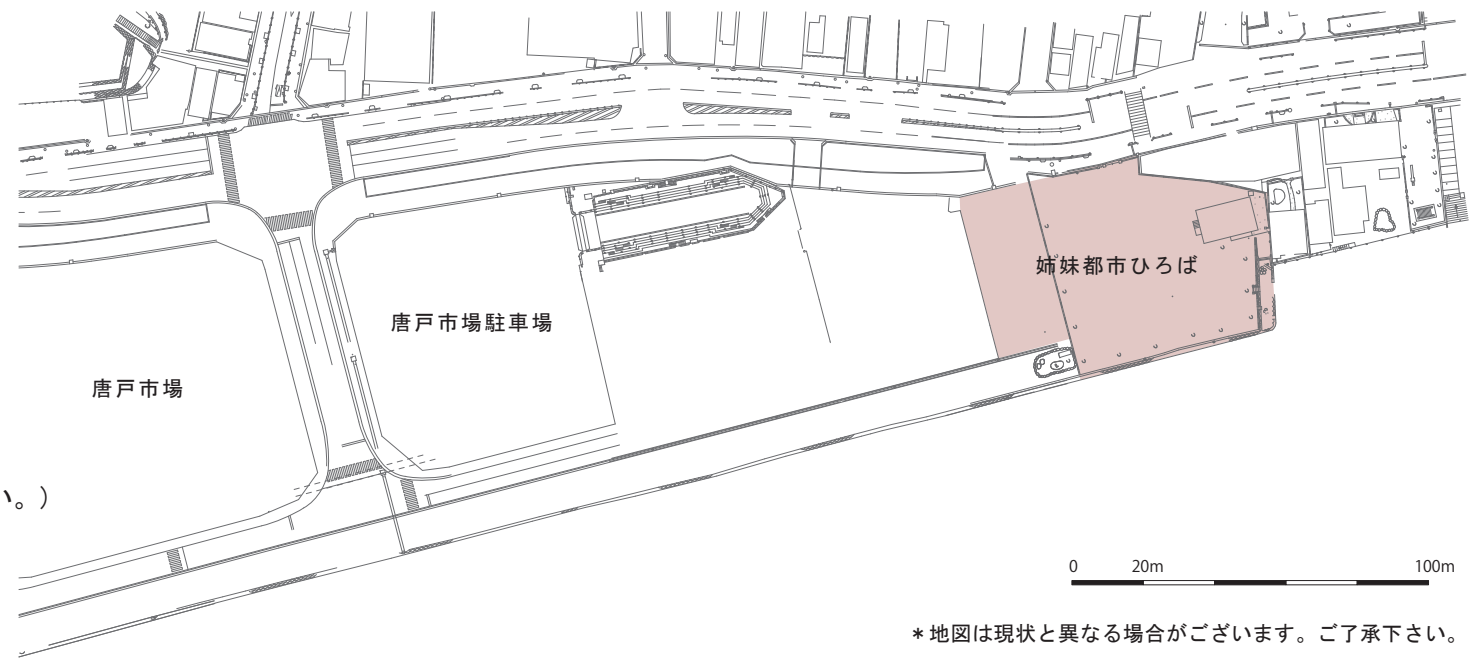 姉妹都市ひろば
唐戸市場駐車場
唐戸市場
い。）
0 20m 100m
＊地図は現状と異なる場合がございます。ご了承下さい。